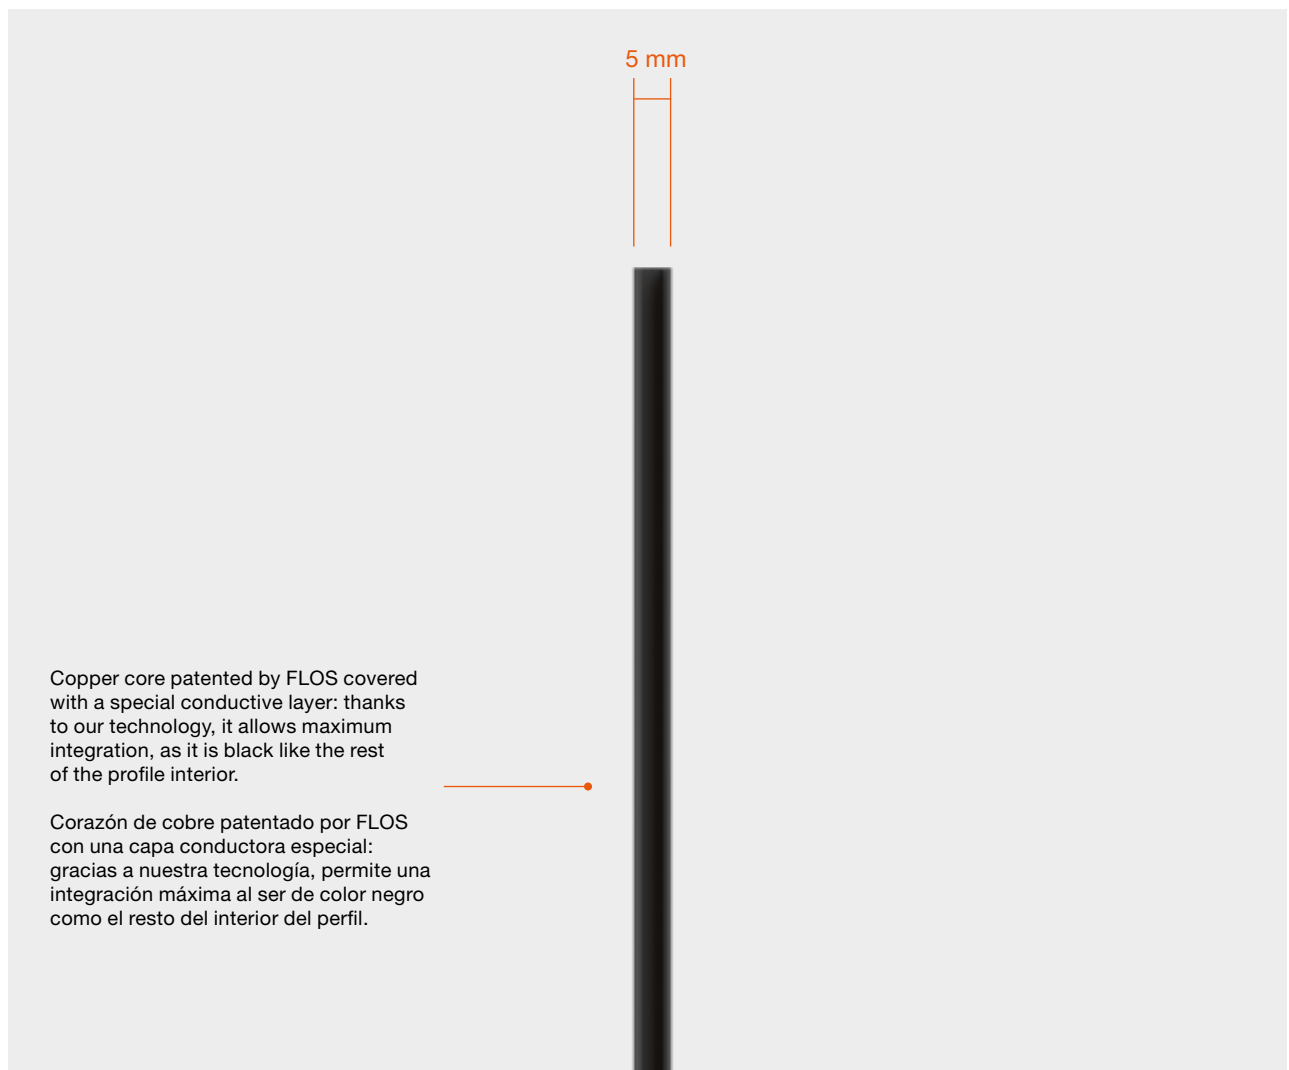 5 mm
Copper core patented by FLOS covered
with a special conductive layer: thanks
to our technology, it allows maximum
integration, as it is black like the rest
of the profile interior.
Corazón de cobre patentado por FLOS
con una capa conductora especial:
gracias a nuestra tecnología, permite una
integración máxima al ser de color negro
como el resto del interior del perfil.